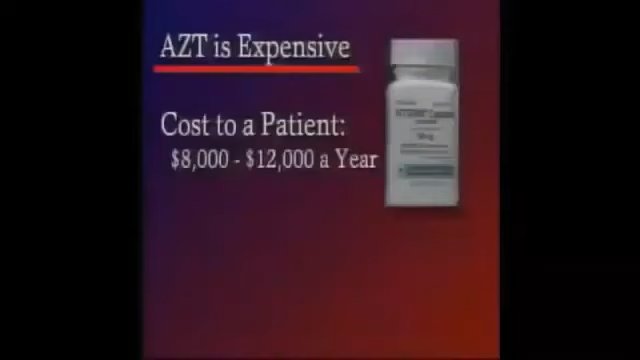 AZT is Expensive
Cost to a Patient:
$8,000 - $12,000 a Year